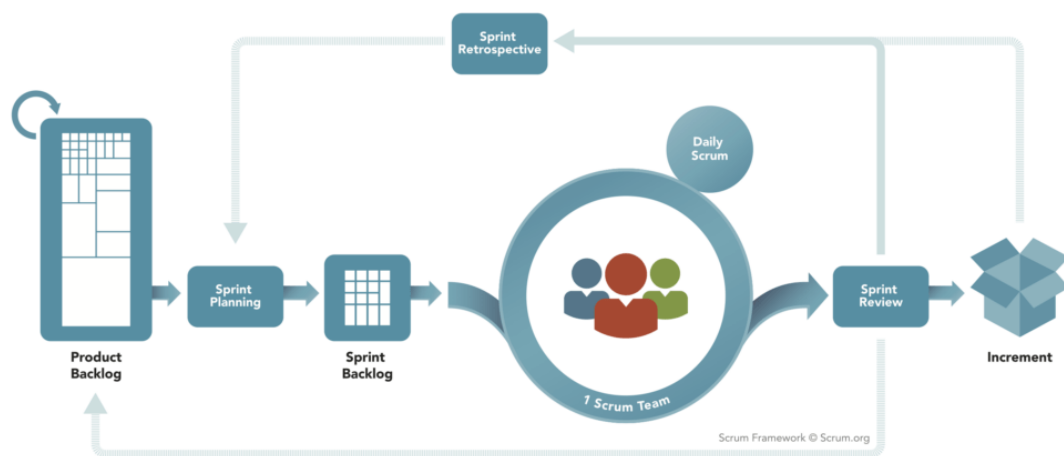 Sprint
Retrospective
Daily
Scrum
Sprint
Planning
Sprint
Review
Product
Backlog
Sprint
Backlog
Increment
1 Scrum Team
Scrum Framework © Scrum.org